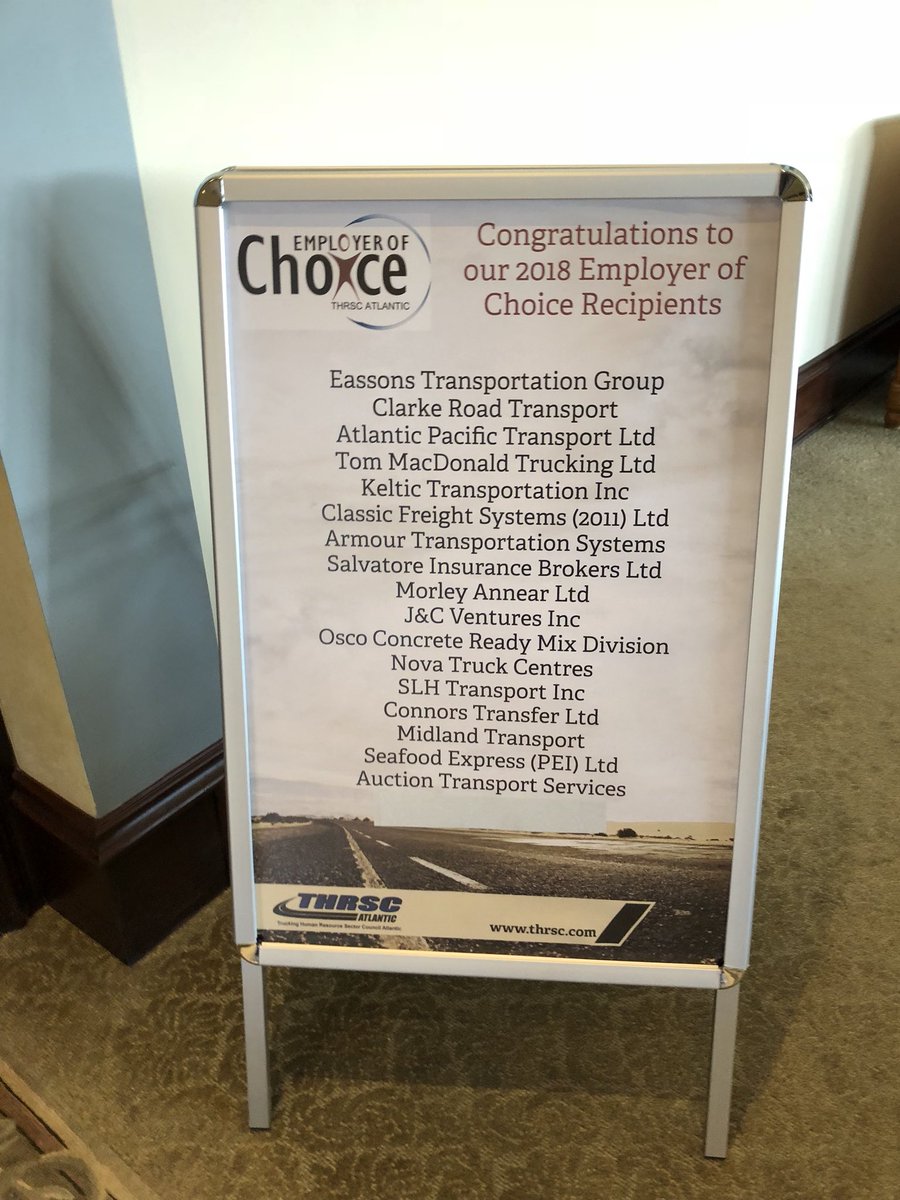 EMPLOYER OF
Choice
THRSC ATLANTIC
Congratulations to
our 2018 Employer of
Choice Recipients
Eassons Transportation Group
Clarke Road Transport
Atlantic Pacific Transport Ltd
Tom MacDonald Trucking Ltd
Keltic Transportation Inc
Classic Freight Systems (2011) Ltd
Armour Transportation Systems
Salvatore Insurance Brokers Ltd
Morley Annear Ltd
J&C Ventures Inc
Osco Concrete Ready Mix Division
Nova Truck Centres
SLH Transport Inc
Connors Transfer Ltd
Midland Transport
Seafood Express (PEI) Ltd
Auction Transport Services
THRSC
ATLANTIC
Trucking Human Resource Sector Council Atlantic
www.thrsc.com